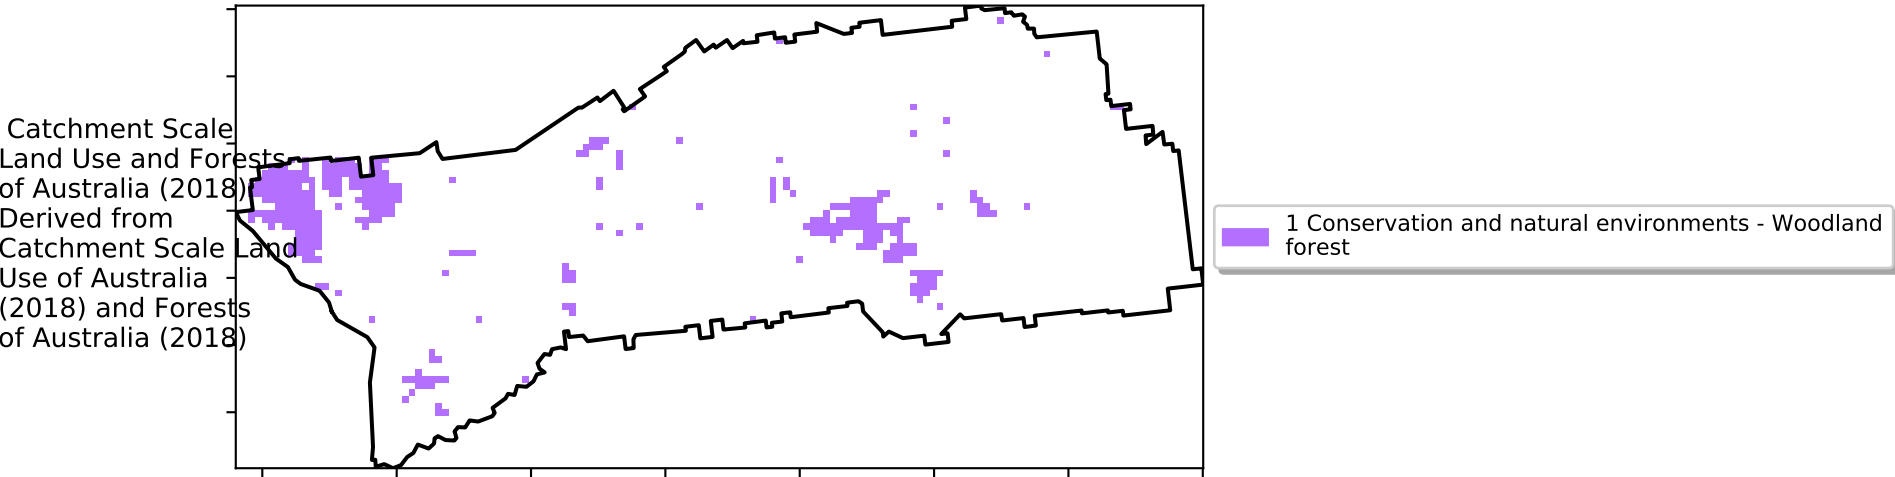 Catchment Scale
Land Use and Forests
of Australia (2018)
Derived from
Catchment Scale Land
Use of Australia
(2018) and Forests
of Australia (2018)
1 Conservation and natural environments - Woodland
forest